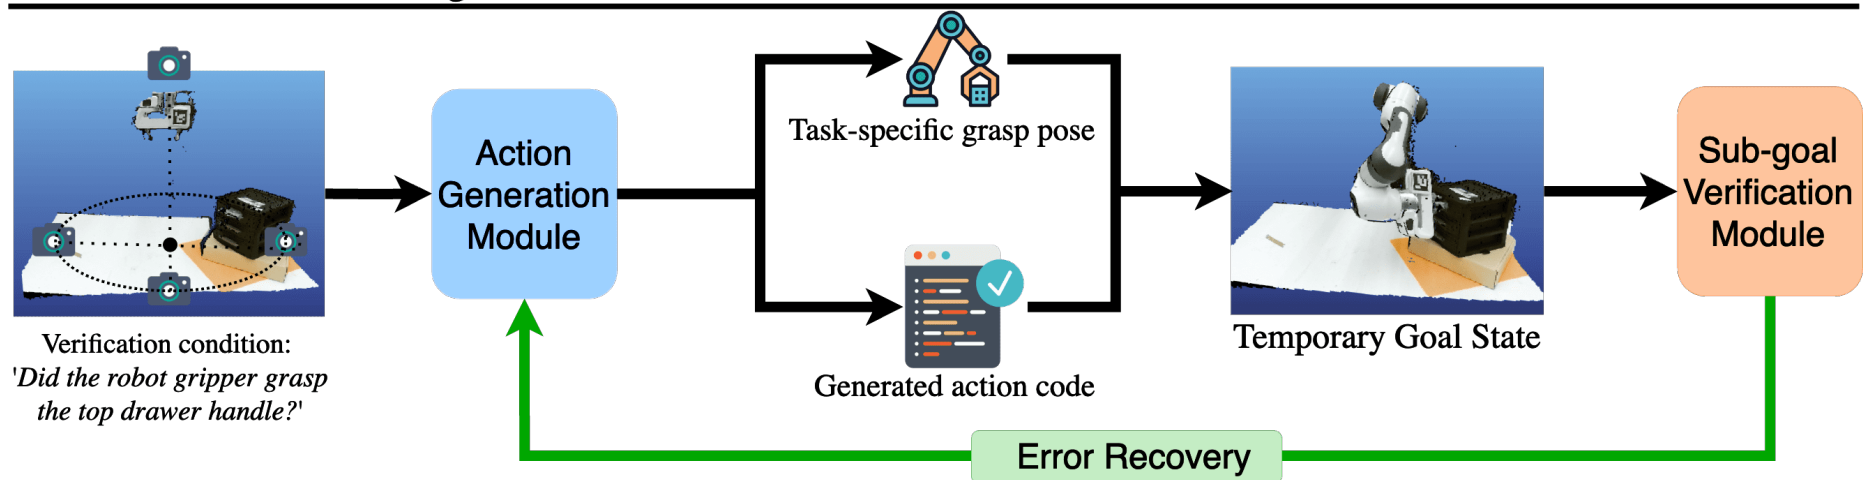 Verification condition:
'Did the robot gripper grasp
the top drawer handle?'
Action
Generation
Module
Task-specific grasp pose
Generated action code
Temporary Goal State
Sub-goal
Verification
Module
Error Recovery